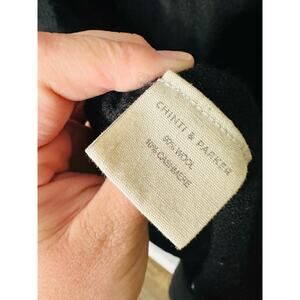 CHINTI & PARKER
90% WOOL
10% CASHMERE